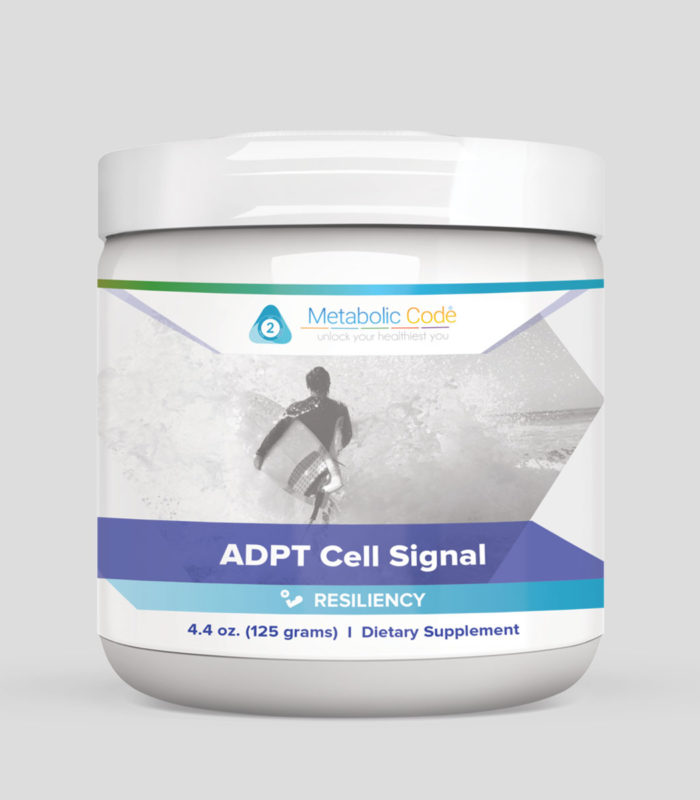 2
Metabolic Code®
unlock your healthiest you
ADPT Cell Signal
RESILIENCY
4.4 oz. (125 grams) | Dietary Supplement